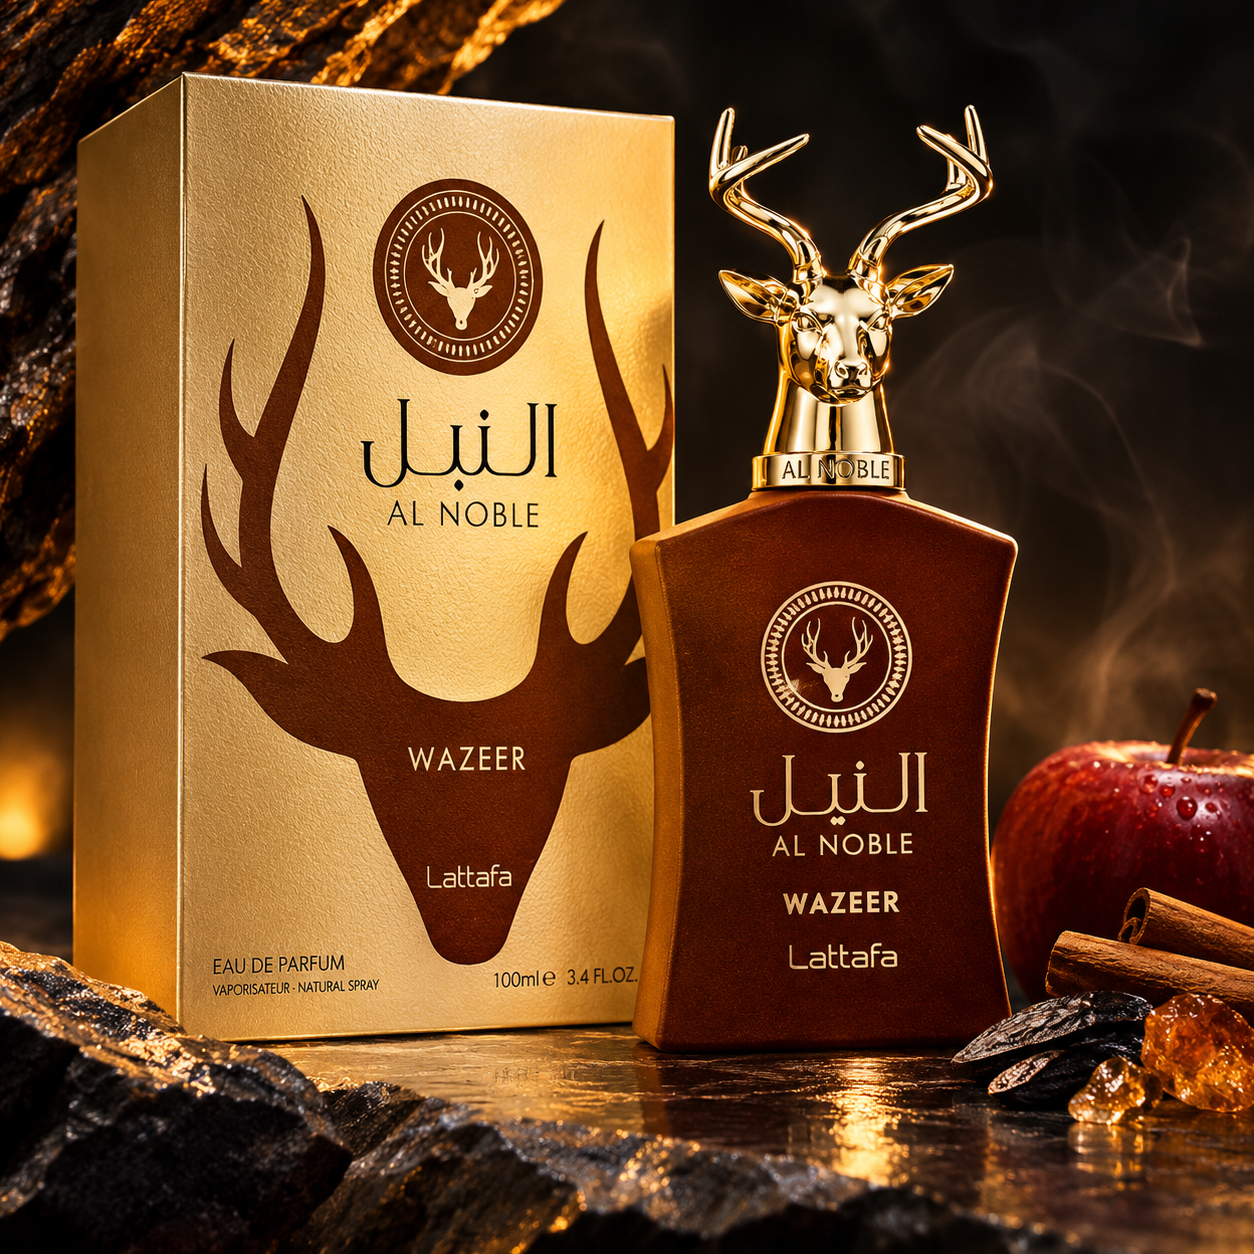 النبل
AL NOBLE
WAZEER
Lattafa
EAU DE PARFUM
VAPORISATEUR - NATURAL SPRAY
100ml e 3.4 FL.OZ.
AL NOBLE
النيل
AL NOBLE
WAZEER
Lattafa